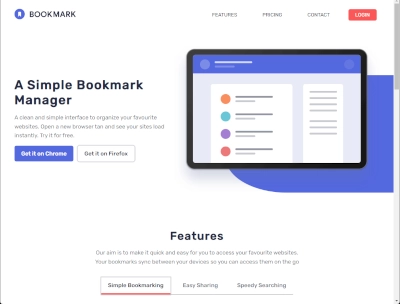 BOOKMARK
FEATURES
PRICING
CONTACT
LOGIN
A Simple Bookmark
Manager
A clean and simple interface to organize your favourite
websites. Open a new browser tab and see your sites load
instantly. Try it for free.
Get it on Chrome
Get it on Firefox
Features
Our aim is to make it quick and easy for you to access your favourite websites.
Your bookmarks sync between your devices so you can access them on the go
Simple Bookmarking
Easy Sharing
Speedy Searching